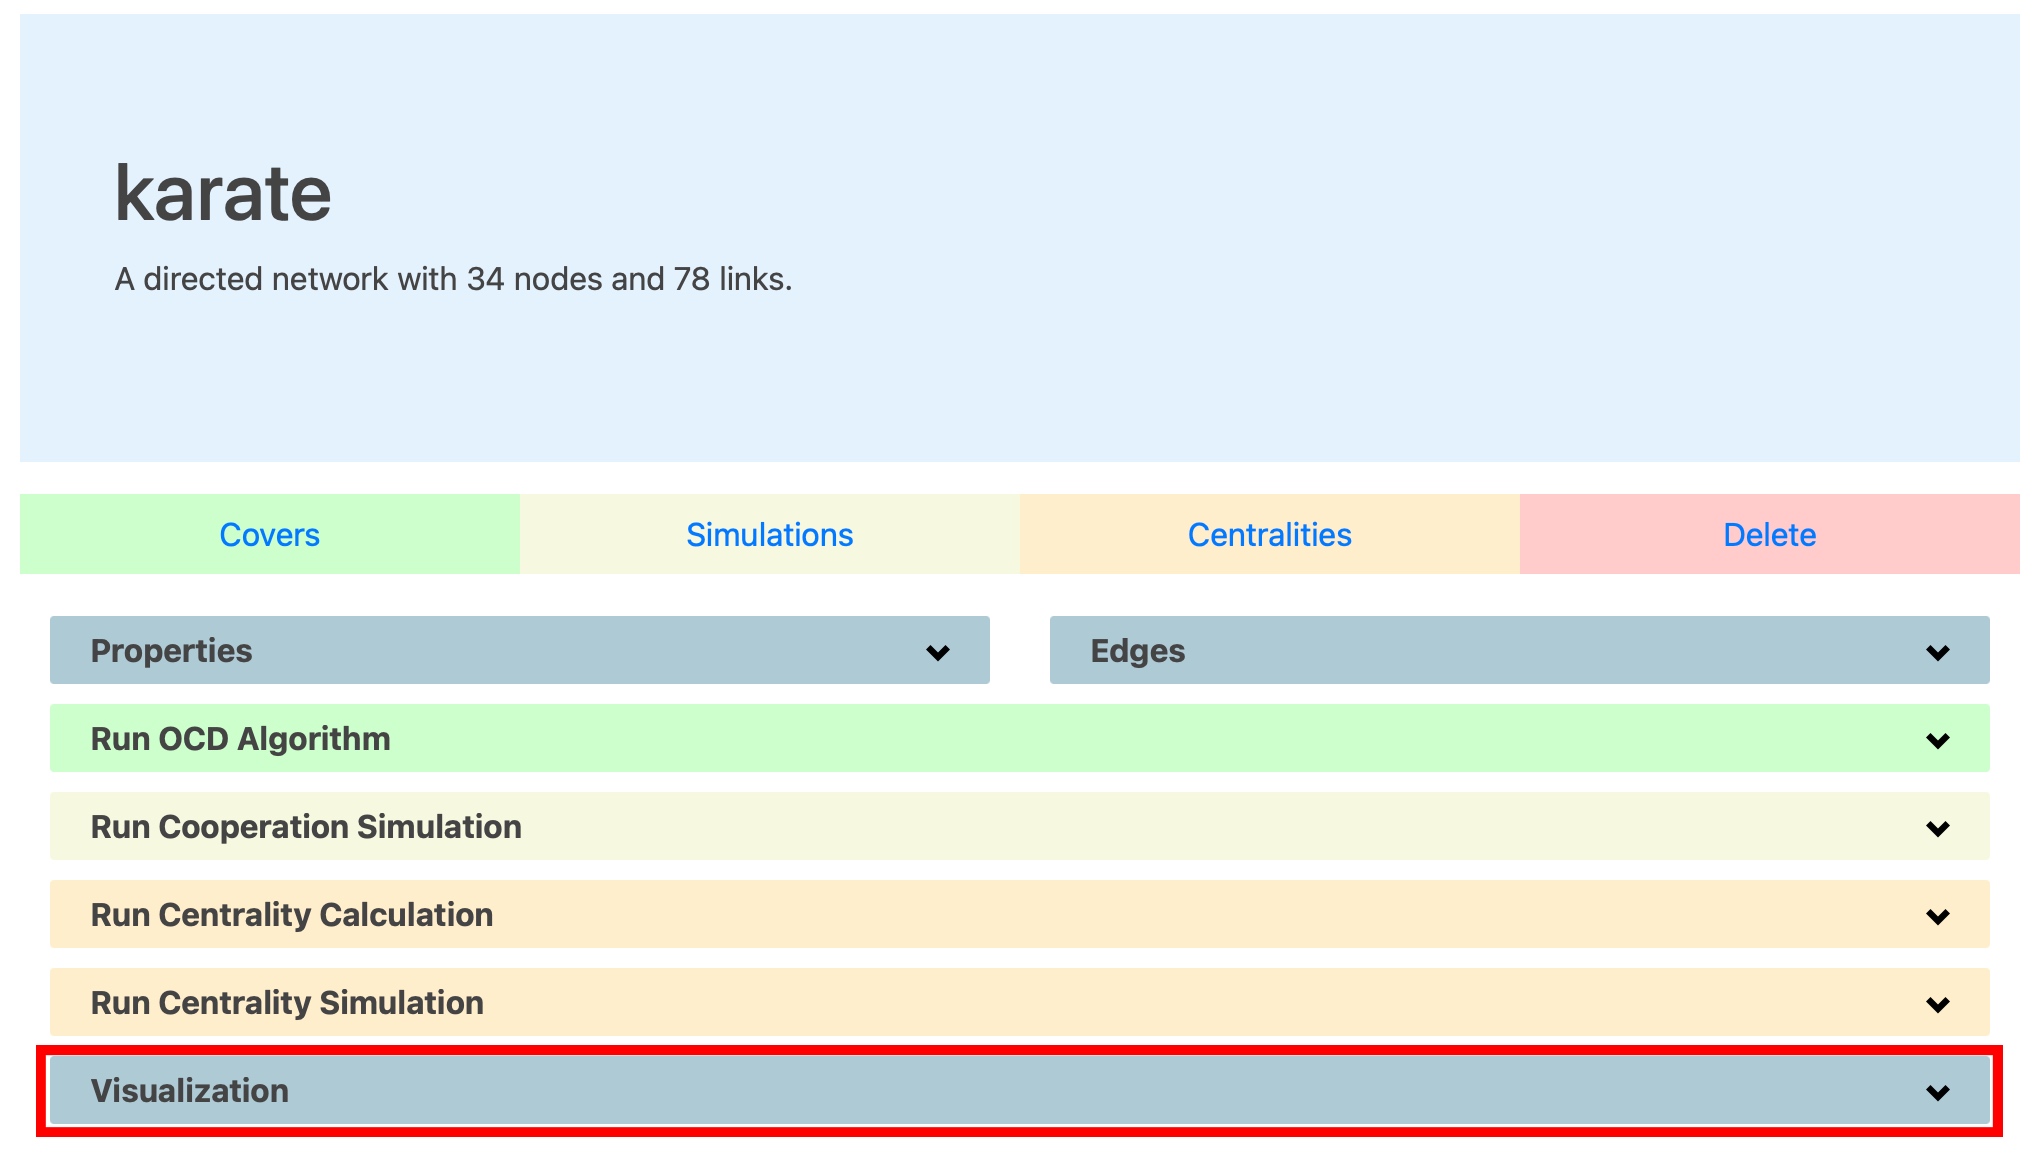 karate
A directed network with 34 nodes and 78 links.
Covers Simulations Centralities Delete
Properties Edges
Run OCD Algorithm
Run Cooperation Simulation
Run Centrality Calculation
Run Centrality Simulation
Visualization